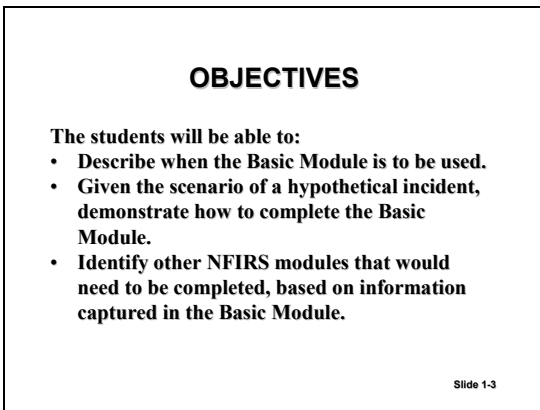 OBJECTIVES
The students will be able to:
• Describe when the Basic Module is to be used.
• Given the scenario of a hypothetical incident,
demonstrate how to complete the Basic
Module.
• Identify other NFIRS modules that would
need to be completed, based on information
captured in the Basic Module.
Slide 1-3